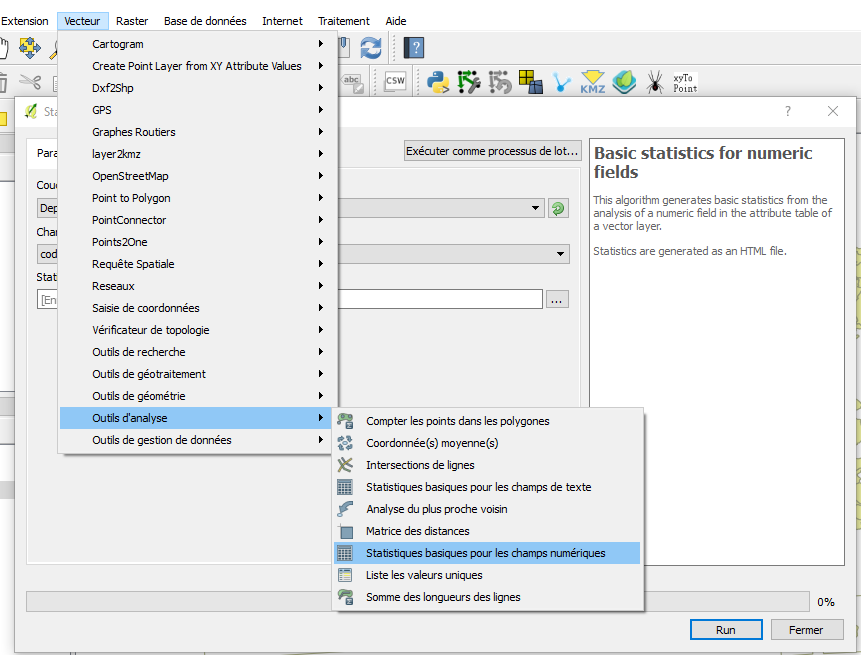 Extension Vecteur Raster Base de données Internet Traitement Aide
Cartogram
Create Point Layer from XY Attribute Values
Dxf2Shp
GPS
Graphes Routiers
layer2kmz
OpenStreetMap
Point to Polygon
PointConnector
Points2One
Requête Spatiale
Reseaux
Saisie de coordonnées
Vérificateur de topologie
Outils de recherche
Outils de géotraitement
Outils de géométrie
Outils d'analyse
Outils de gestion de données
Compter les points dans les polygones
Coordonnée(s) moyenne(s)
Intersections de lignes
Statistiques basiques pour les champs de texte
Analyse du plus proche voisin
Matrice des distances
Statistiques basiques pour les champs numériques
Liste les valeurs uniques
Somme des longueurs des lignes
abc
CSW
KMZ
xyTo
Point
?
Sta
Para
Exécuter comme processus de lot...
Couc
Dep
Char
cod
Stati
[En
...
Basic statistics for numeric
fields
This algorithm generates basic statistics from the
analysis of a numeric field in the attribute table of
a vector layer.
Statistics are generated as an HTML file.
0%
Run
Fermer